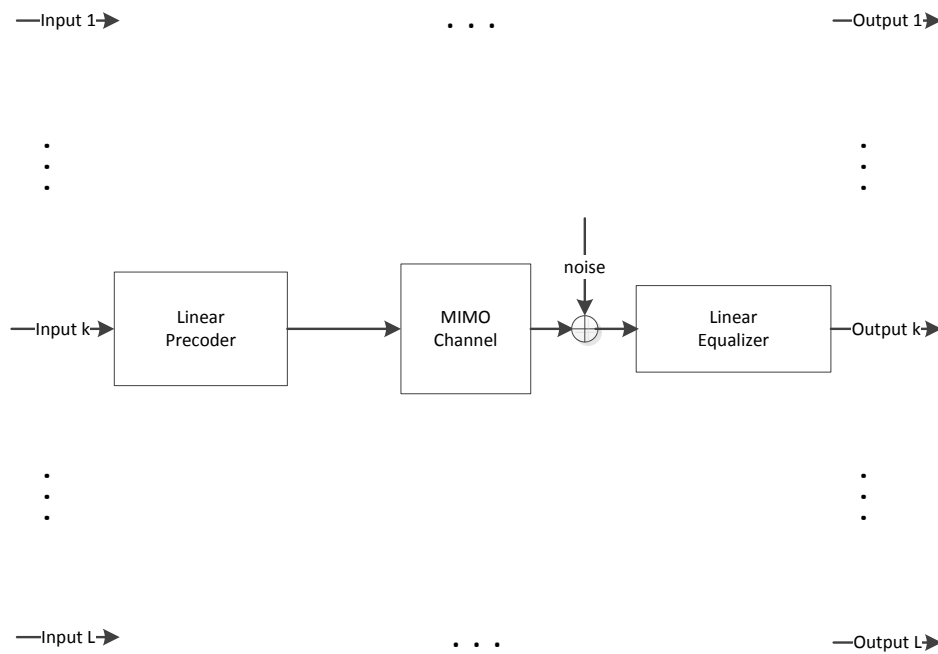 Input 1
. . .
Output 1
noise
Input k
Linear
Precoder
MIMO
Channel
Linear
Equalizer
Output k
Input L
. . .
Output L